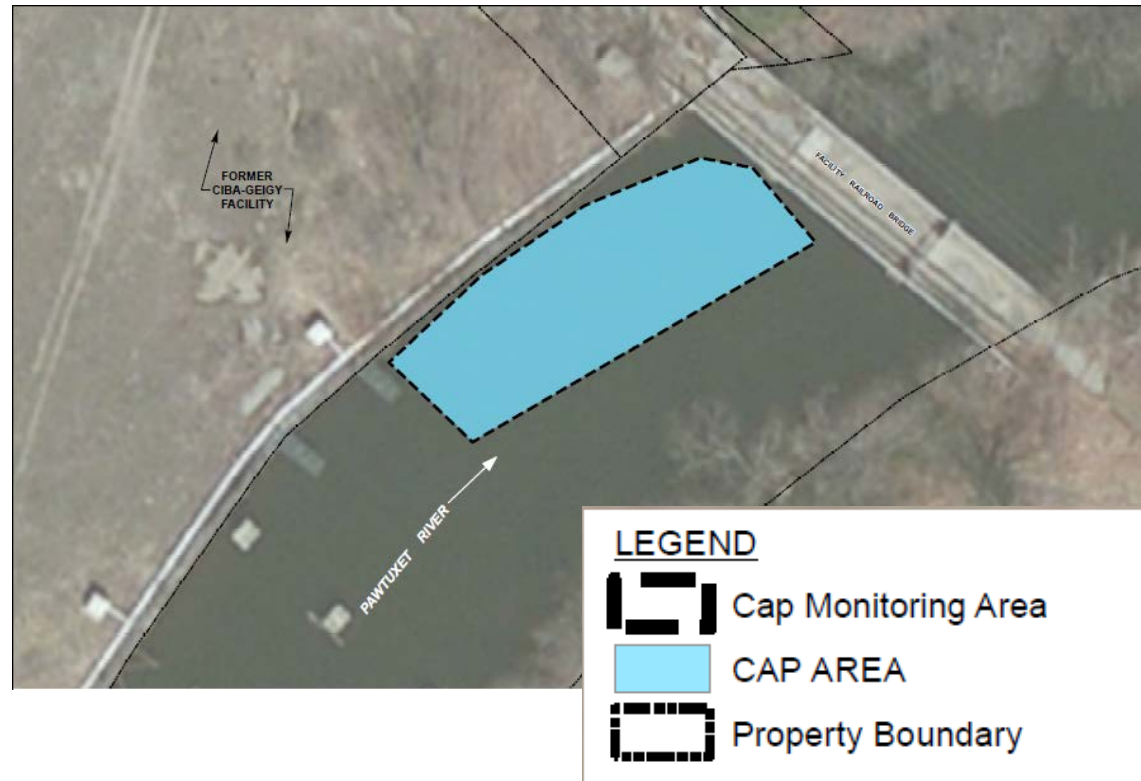 FORMER
CIBA-GEIGY
FACILITY
FACILITY RAILROAD BRIDGE
PAWTUXET RIVER
LEGEND
Cap Monitoring Area
CAP AREA
Property Boundary